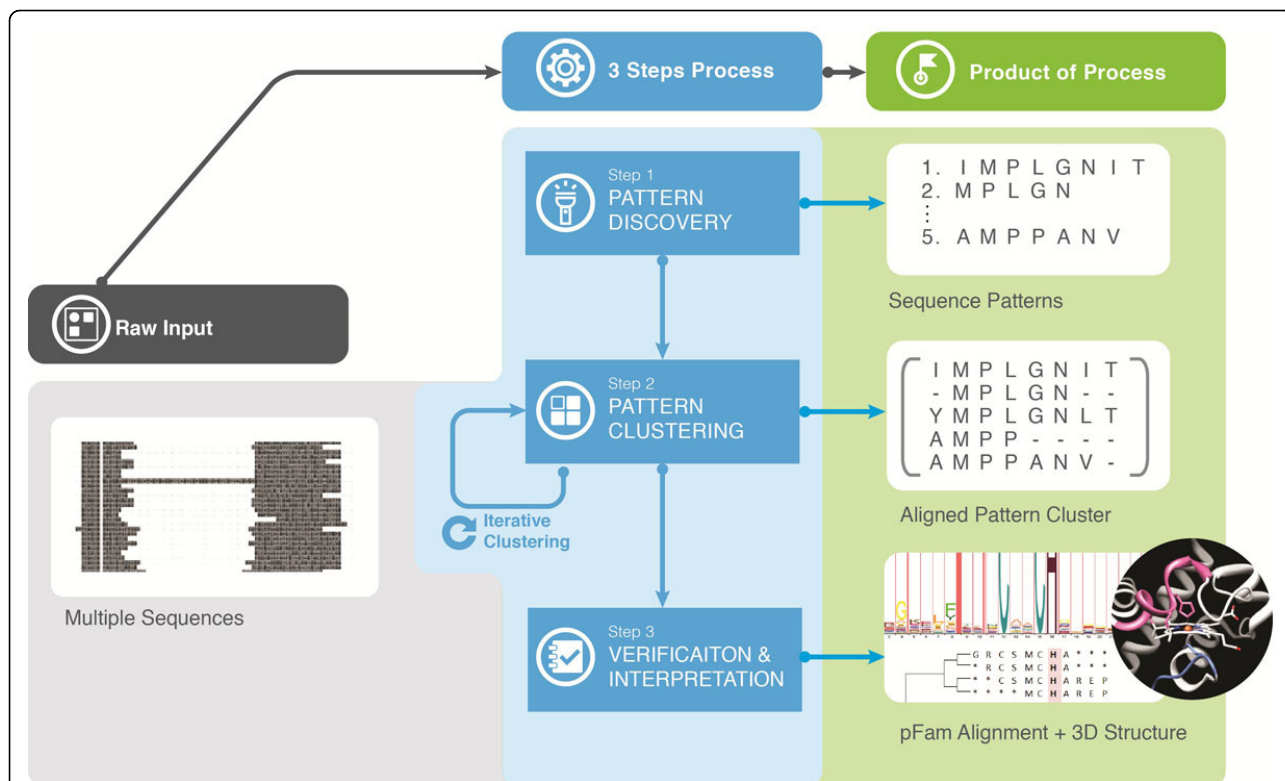 3 Steps Process
Product of Process
Raw Input
Multiple Sequences
Step 1
PATTERN
DISCOVERY
1. I M P L G N I T
2. M P L G N
⋮
5. A M P P A N V
Sequence Patterns
Step 2
PATTERN
CLUSTERING
Iterative
Clustering
I M P L G N I T
- M P L G N - -
Y M P L G N L T
A M P P - - - -
A M P P A N V -
Aligned Pattern Cluster
Step 3
VERIFICAITON &
INTERPRETATION
G R C S M C H A * * *
* R C S M C H A * * *
* * C S M C H A R E P
* * * * M C H A R E P
pFam Alignment + 3D Structure